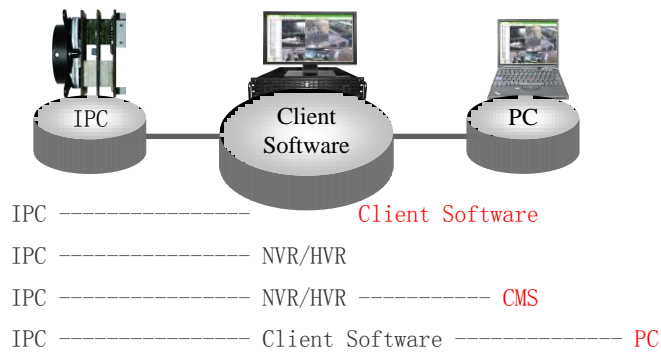 IPC
Client
Software
PC
IPC ---------------- Client Software
IPC ---------------- NVR/HVR
IPC ---------------- NVR/HVR ----------- CMS
IPC ---------------- Client Software -------------- PC